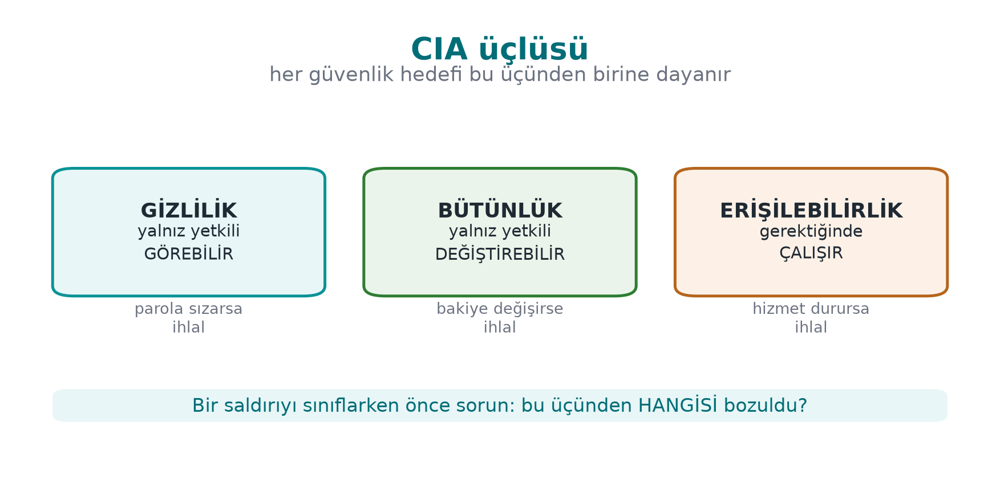 CIA üçlüsü
her güvenlik hedefi bu üçünden birine dayanır
GİZLİLİK
yalnız yetkili
GÖREBİLİR
parola sızarsa
ihlal
BÜTÜNLÜK
yalnız yetkili
DEĞİŞTİREBİLİR
bakiye değişirse
ihlal
ERİŞİLEBİLİRLİK
gerektiğinde
ÇALIŞIR
hizmet durursa
ihlal
Bir saldırıyı sınıflarken önce sorun: bu üçünden HANGİSİ bozuldu?